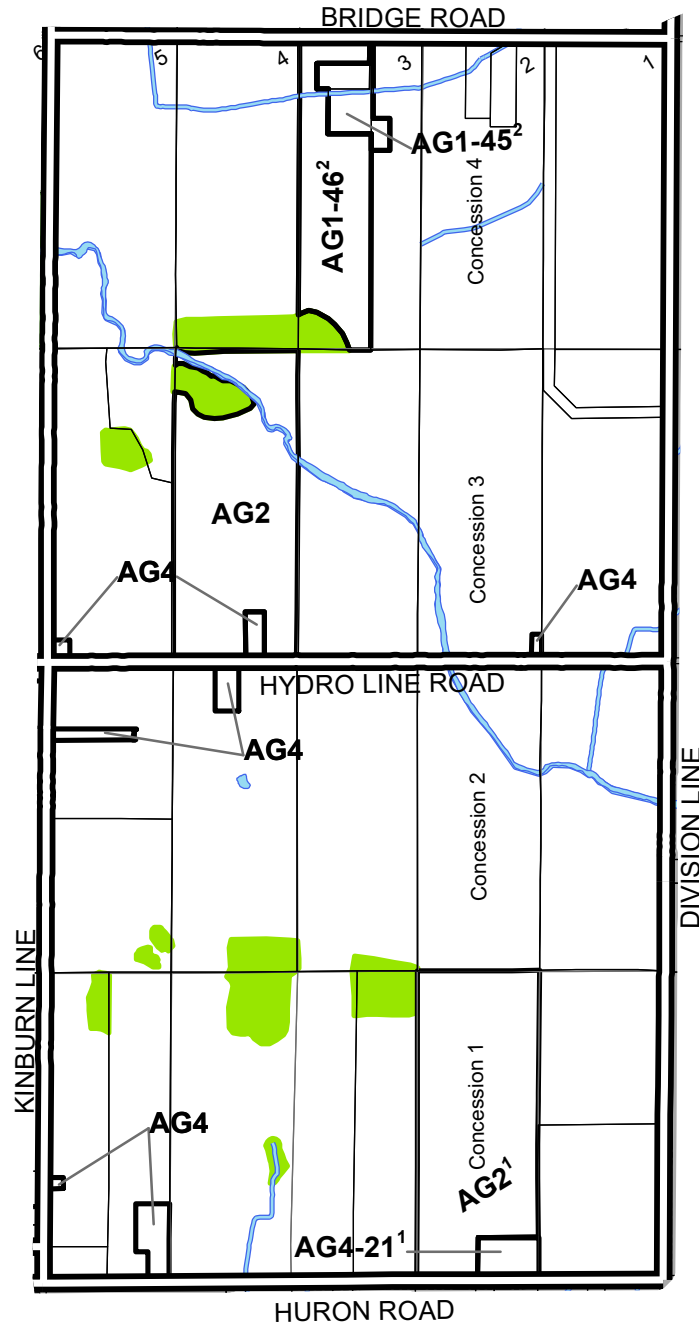 BRIDGE ROAD
6
5
4
3
2
1
AG1-45²
AG1-46²
Concession 4
AG2
Concession 3
AG4
AG4
HYDRO LINE ROAD
AG4
Concession 2
DIVISION LINE
KINBURN LINE
Concession 1
AG4
AG2¹
AG4-21¹
HURON ROAD